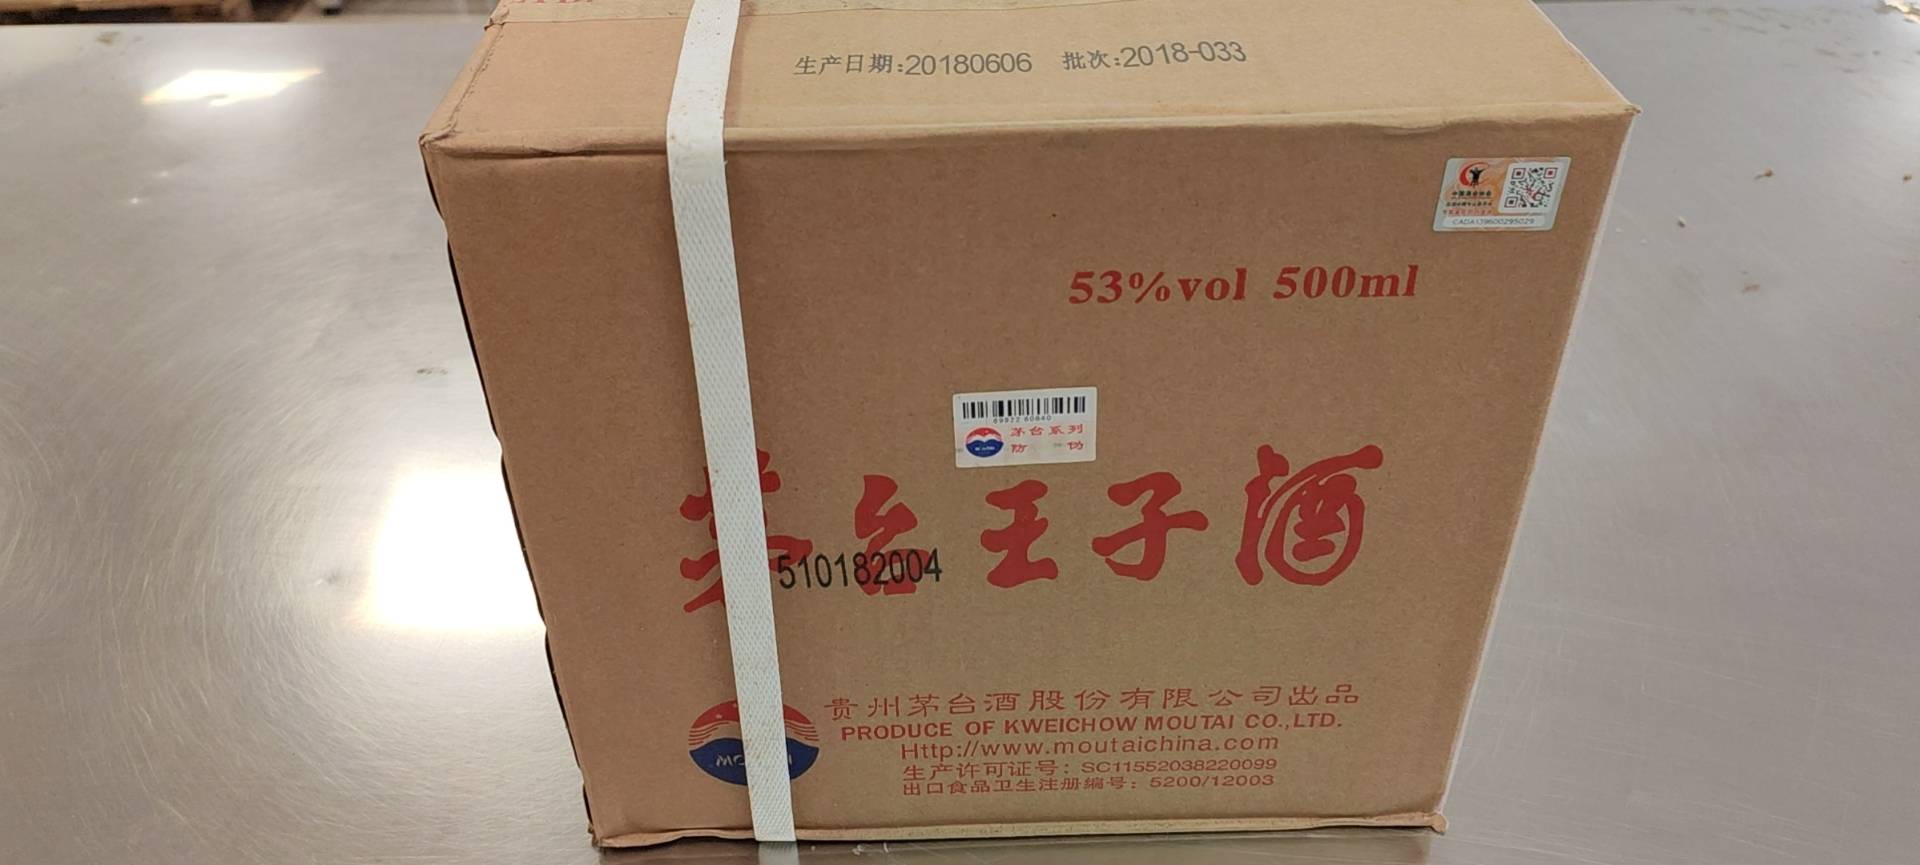 生产日期:20180606 批次:2018-033
CADA139600295029
53%vol 500ml
69922 60840
茅台系列
防 伪
茅台王子酒
510182004
贵州茅台酒股份有限公司出品
PRODUCE OF KWEICHOW MOUTAI CO.,LTD.
Http://www.moutaichina.com
生产许可证号：SC11552038220099
出口食品卫生注册编号：5200/12003